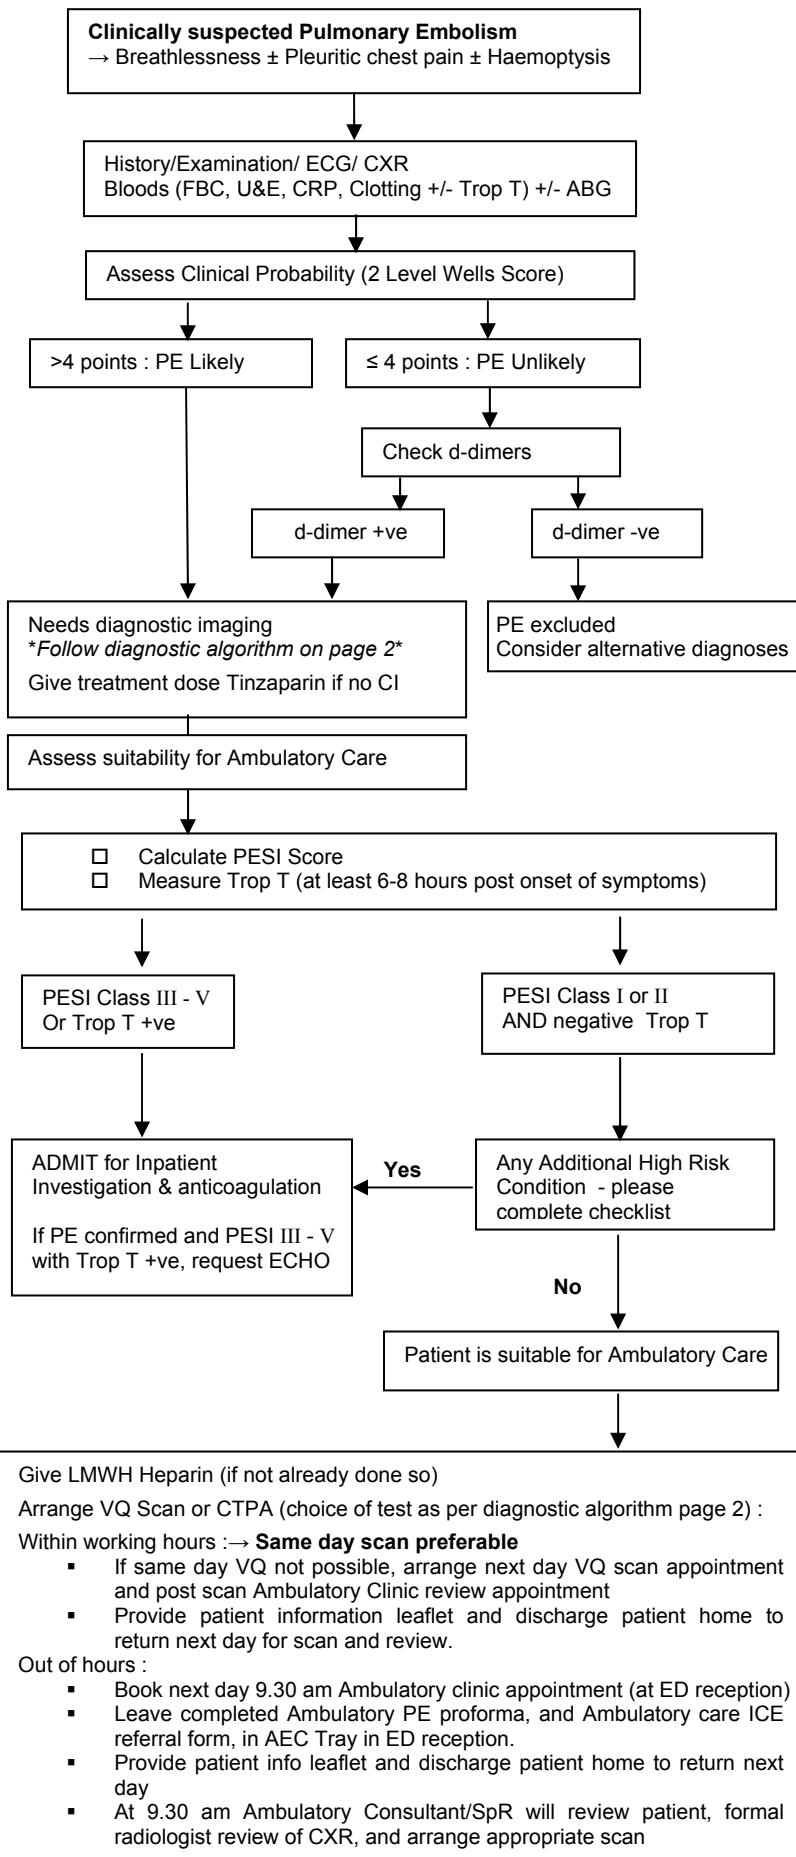 Clinically suspected Pulmonary Embolism
→ Breathlessness ± Pleuritic chest pain ± Haemoptysis
History/Examination/ ECG/ CXR
Bloods (FBC, U&E, CRP, Clotting +/- Trop T) +/- ABG
Assess Clinical Probability (2 Level Wells Score)
>4 points : PE Likely
≤ 4 points : PE Unlikely
Check d-dimers
d-dimer +ve
d-dimer -ve
Needs diagnostic imaging
*Follow diagnostic algorithm on page 2*
Give treatment dose Tinzaparin if no CI
PE excluded
Consider alternative diagnoses
Assess suitability for Ambulatory Care
☐ Calculate PESI Score
☐ Measure Trop T (at least 6-8 hours post onset of symptoms)
PESI Class III - V
Or Trop T +ve
PESI Class I or II
AND negative Trop T
ADMIT for Inpatient
Investigation & anticoagulation
If PE confirmed and PESI III - V
with Trop T +ve, request ECHO
Yes
Any Additional High Risk
Condition - please
complete checklist
No
Patient is suitable for Ambulatory Care
Give LMWH Heparin (if not already done so)
Arrange VQ Scan or CTPA (choice of test as per diagnostic algorithm page 2) :
Within working hours :→ Same day scan preferable
▪ If same day VQ not possible, arrange next day VQ scan appointment
and post scan Ambulatory Clinic review appointment
▪ Provide patient information leaflet and discharge patient home to
return next day for scan and review.
Out of hours :
▪ Book next day 9.30 am Ambulatory clinic appointment (at ED reception)
▪ Leave completed Ambulatory PE proforma, and Ambulatory care ICE
referral form, in AEC Tray in ED reception.
▪ Provide patient info leaflet and discharge patient home to return next
day
▪ At 9.30 am Ambulatory Consultant/SpR will review patient, formal
radiologist review of CXR, and arrange appropriate scan